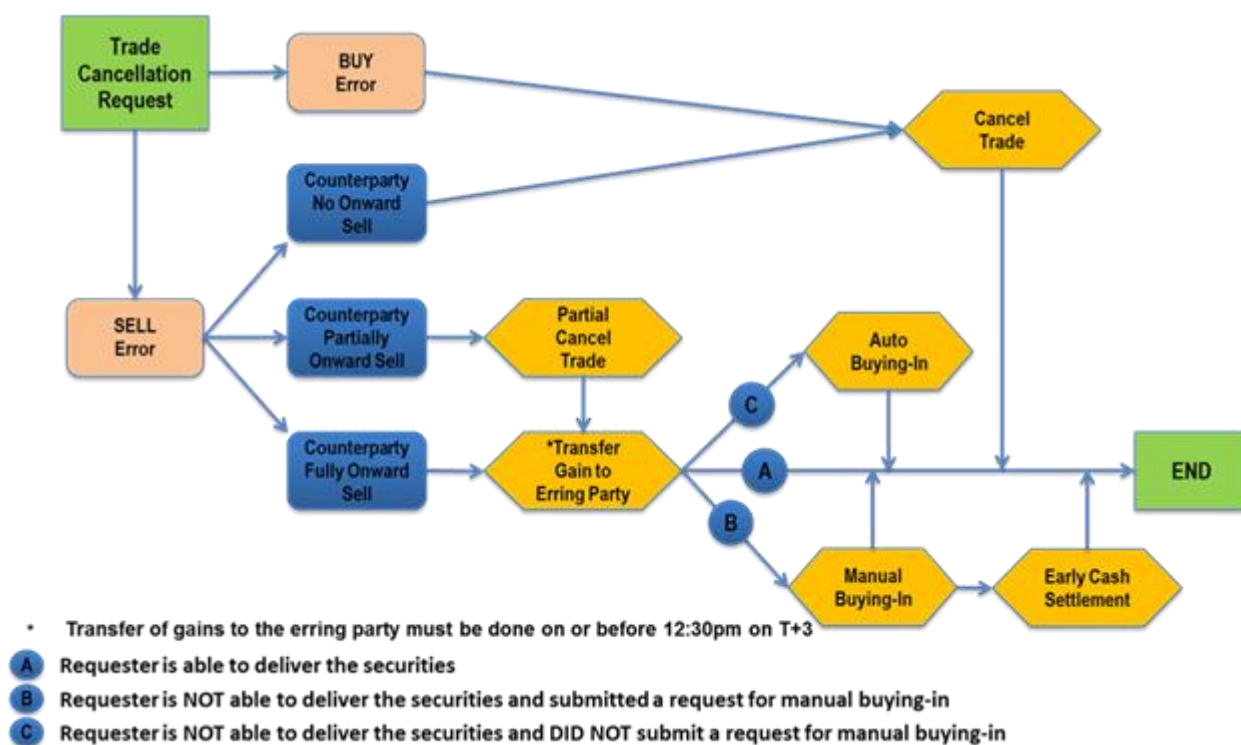 Trade
Cancellation
Request
BUY
Error
Cancel
Trade
Counterparty
No Onward
Sell
SELL
Error
Counterparty
Partially
Onward Sell
Partial
Cancel
Trade
Auto
Buying-In
C
Counterparty
Fully Onward
Sell
*Transfer
Gain to
Erring Party
A
END
B
Manual
Buying-In
Early Cash
Settlement
* Transfer of gains to the erring party must be done on or before 12:30pm on T+3
A Requester is able to deliver the securities
B Requester is NOT able to deliver the securities and submitted a request for manual buying-in
C Requester is NOT able to deliver the securities and DID NOT submit a request for manual buying-in